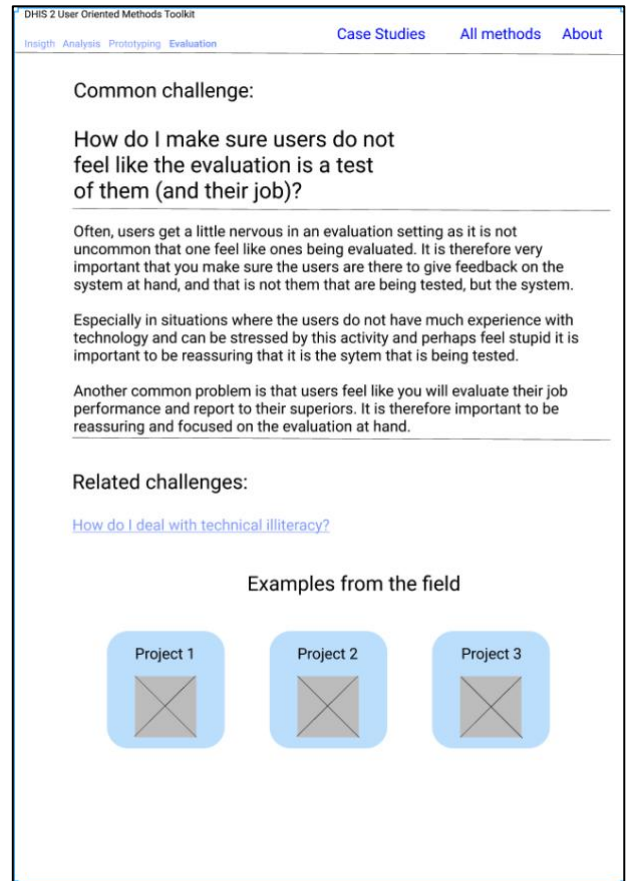 DHIS 2 User Oriented Methods Toolkit
Insigth Analysis Prototyping Evaluation
Case Studies All methods About
Common challenge:
How do I make sure users do not
feel like the evaluation is a test
of them (and their job)?
Often, users get a little nervous in an evaluation setting as it is not
uncommon that one feel like ones being evaluated. It is therefore very
important that you make sure the users are there to give feedback on the
system at hand, and that is not them that are being tested, but the system.
Especially in situations where the users do not have much experience with
technology and can be stressed by this activity and perhaps feel stupid it is
important to be reassuring that it is the sytem that is being tested.
Another common problem is that users feel like you will evaluate their job
performance and report to their superiors. It is therefore important to be
reassuring and focused on the evaluation at hand.
Related challenges:
How do I deal with technical illiteracy?
Examples from the field
Project 1
Project 2
Project 3